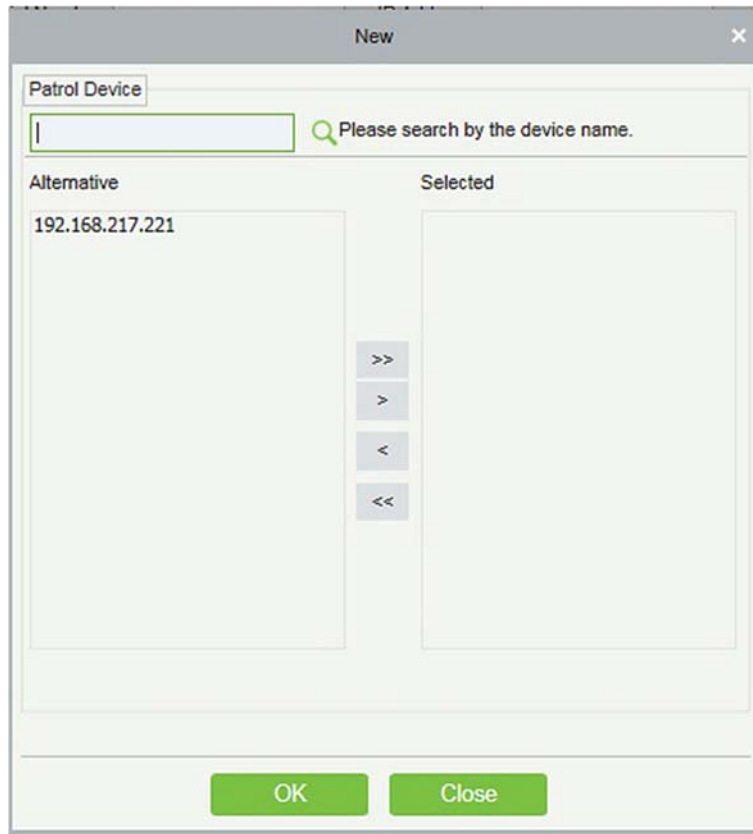 New
×
Patrol Device
Please search by the device name.
Alternative
Selected
192.168.217.221
>>
>
<
<<
OK
Close